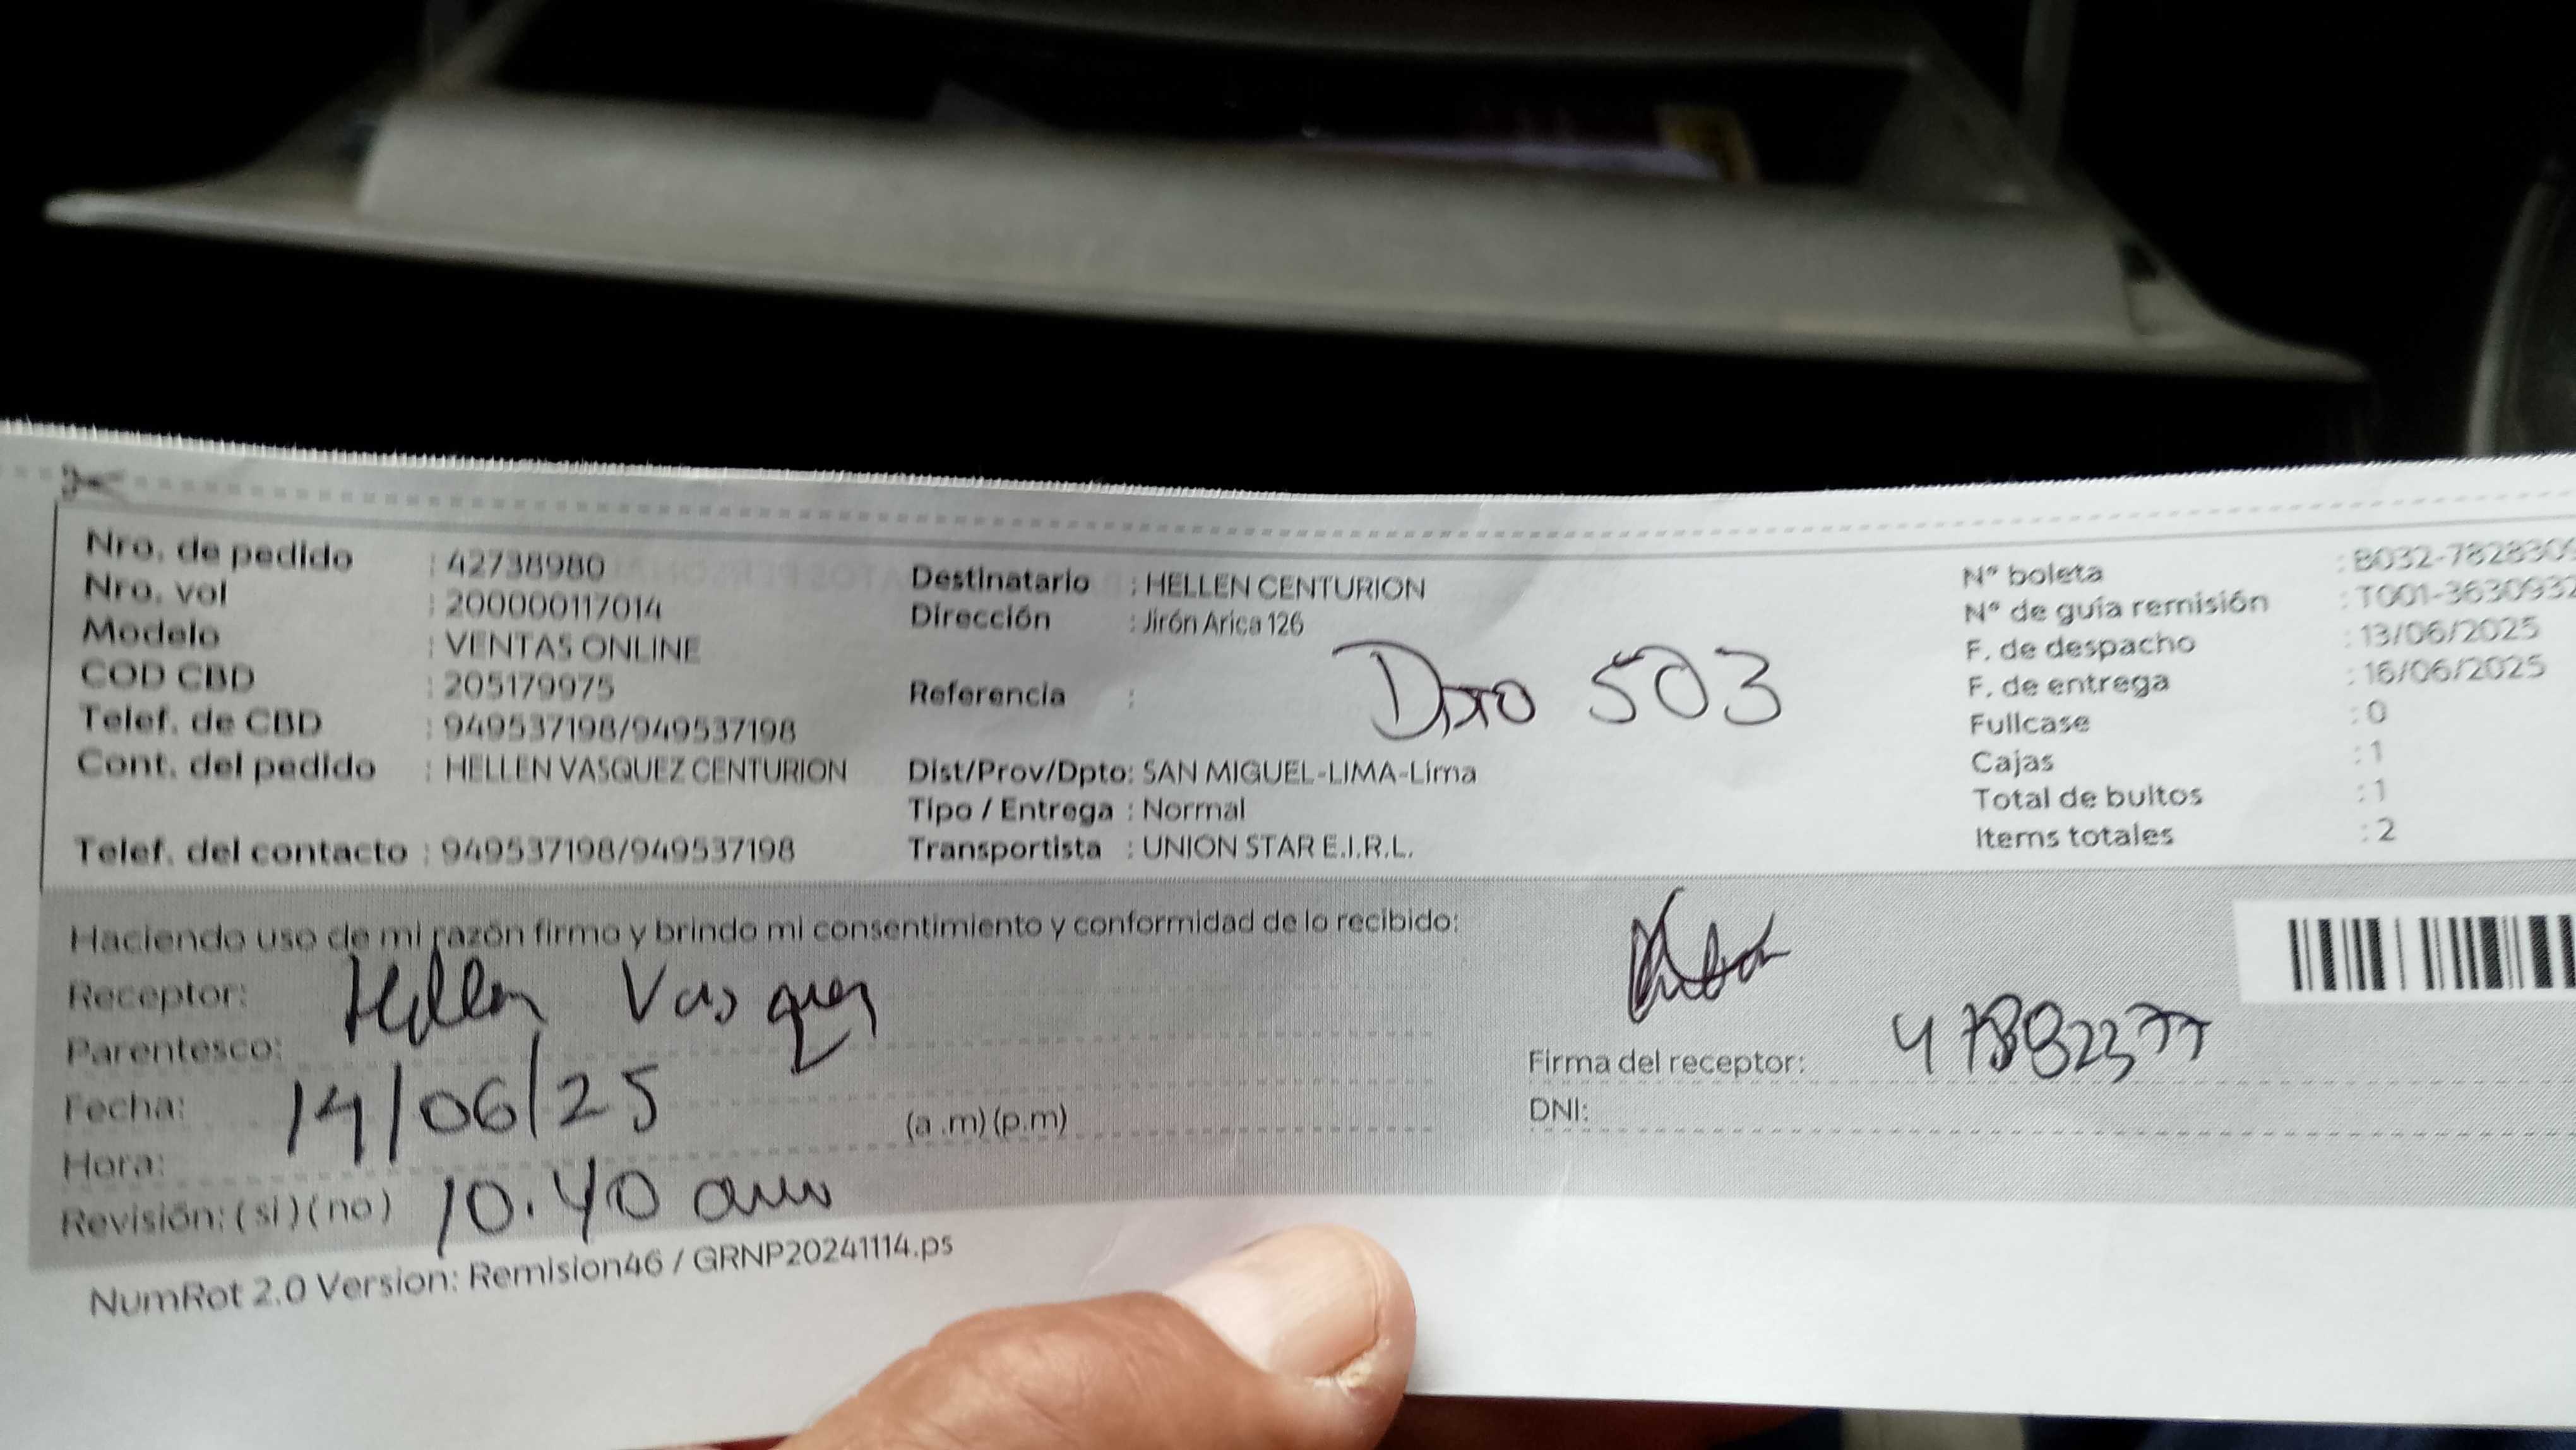 Nro. de pedido : 42738980
Nro. vol : 200000117014
Modelo : VENTAS ONLINE
COD CBD : 205179975
Telef. de CBD : 949537198/949537198
Cont. del pedido : HELLEN VASQUEZ CENTURION
Telef. del contacto : 949537198/949537198
Destinatario : HELLEN CENTURION
Dirección : Jirón Arica 126
Referencia :
Dpto 503
Dist/Prov/Dpto: SAN MIGUEL-LIMA-Lima
Tipo / Entrega : Normal
Transportista : UNION STAR E.I.R.L.
N° boleta : B032-782830
N° de guía remisión : T001-3630932
F. de despacho : 13/06/2025
F. de entrega : 16/06/2025
Fullcase : 0
Cajas : 1
Total de bultos : 1
Items totales : 2
Haciendo uso de mi razón firmo y brindo mi consentimiento y conformidad de lo recibido:
Receptor: Hellen Vasquez
Parentesco:
Fecha: 14/06/25
Hora: (a .m) (p.m)
Revisión: ( si ) ( no ) 10.40 am
Firma del receptor:
DNI:
NumRot 2.0 Version: Remision46 / GRNP20241114.ps